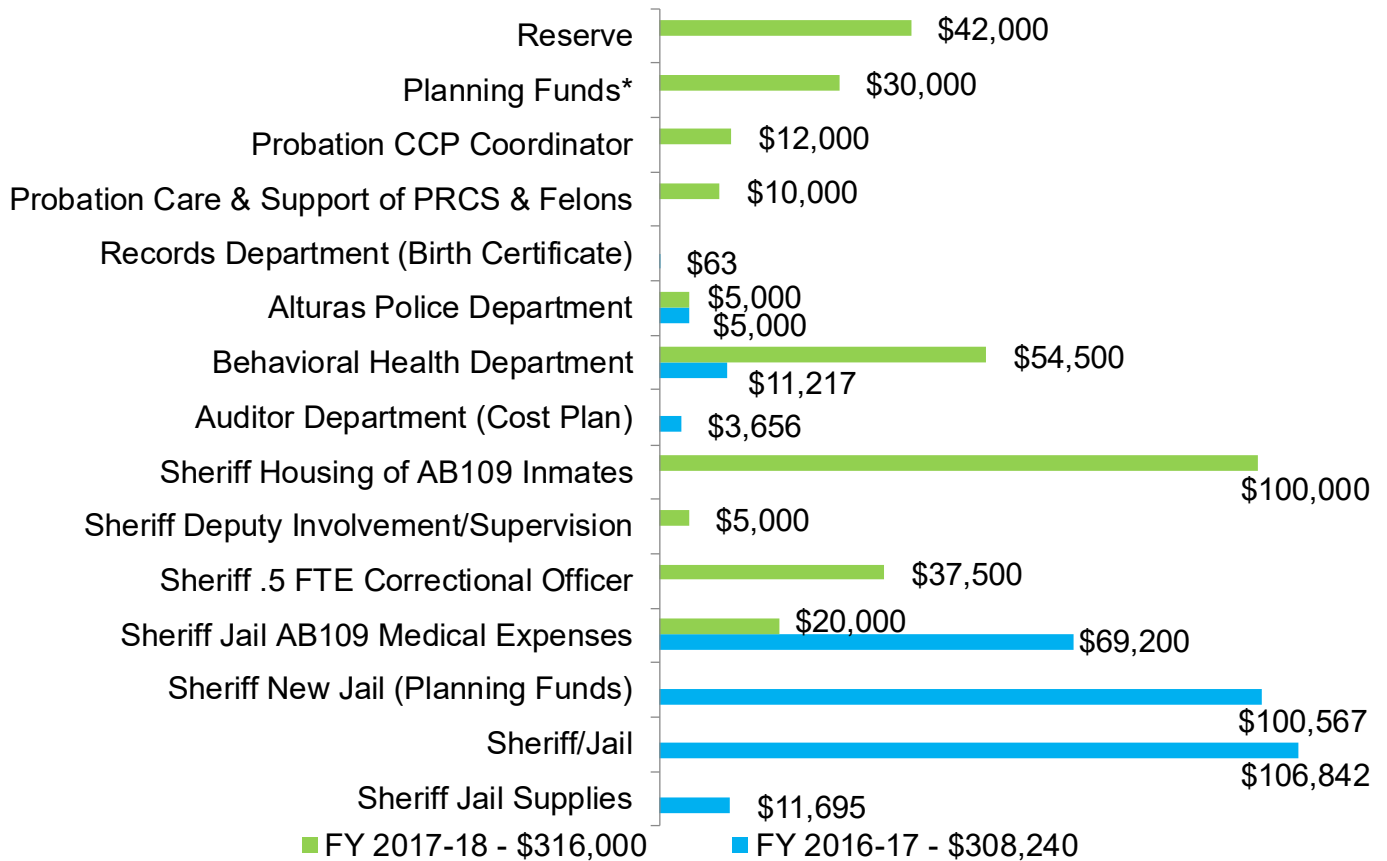 Reserve $42,000
Planning Funds* $30,000
Probation CCP Coordinator $12,000
Probation Care & Support of PRCS & Felons $10,000
Records Department (Birth Certificate) $63
Alturas Police Department $5,000
$5,000
Behavioral Health Department $54,500
$11,217
Auditor Department (Cost Plan) $3,656
Sheriff Housing of AB109 Inmates $100,000
Sheriff Deputy Involvement/Supervision $5,000
Sheriff .5 FTE Correctional Officer $37,500
Sheriff Jail AB109 Medical Expenses $20,000
$69,200
Sheriff New Jail (Planning Funds) $100,567
Sheriff/Jail $106,842
Sheriff Jail Supplies $11,695
FY 2017-18 - $316,000 FY 2016-17 - $308,240